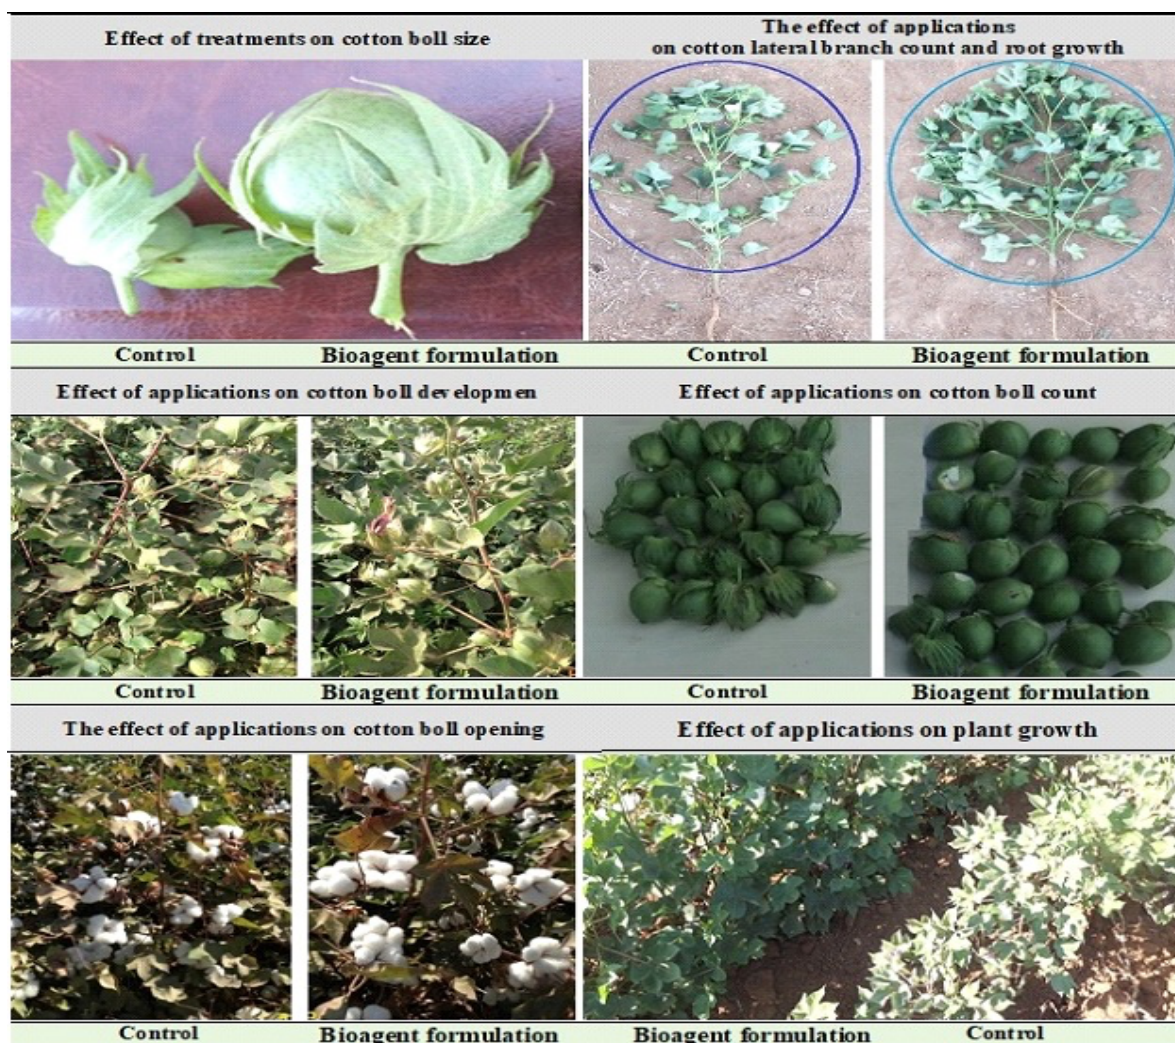 Effect of treatments on cotton boll size
The effect of applications
on cotton lateral branch count and root growth
Control
Bioagent formulation
Control
Bioagent formulation
Effect of applications on cotton boll developmen
Effect of applications on cotton boll count
Control
Bioagent formulation
Control
Bioagent formulation
The effect of applications on cotton boll opening
Effect of applications on plant growth
Control
Bioagent formulation
Bioagent formulation
Control